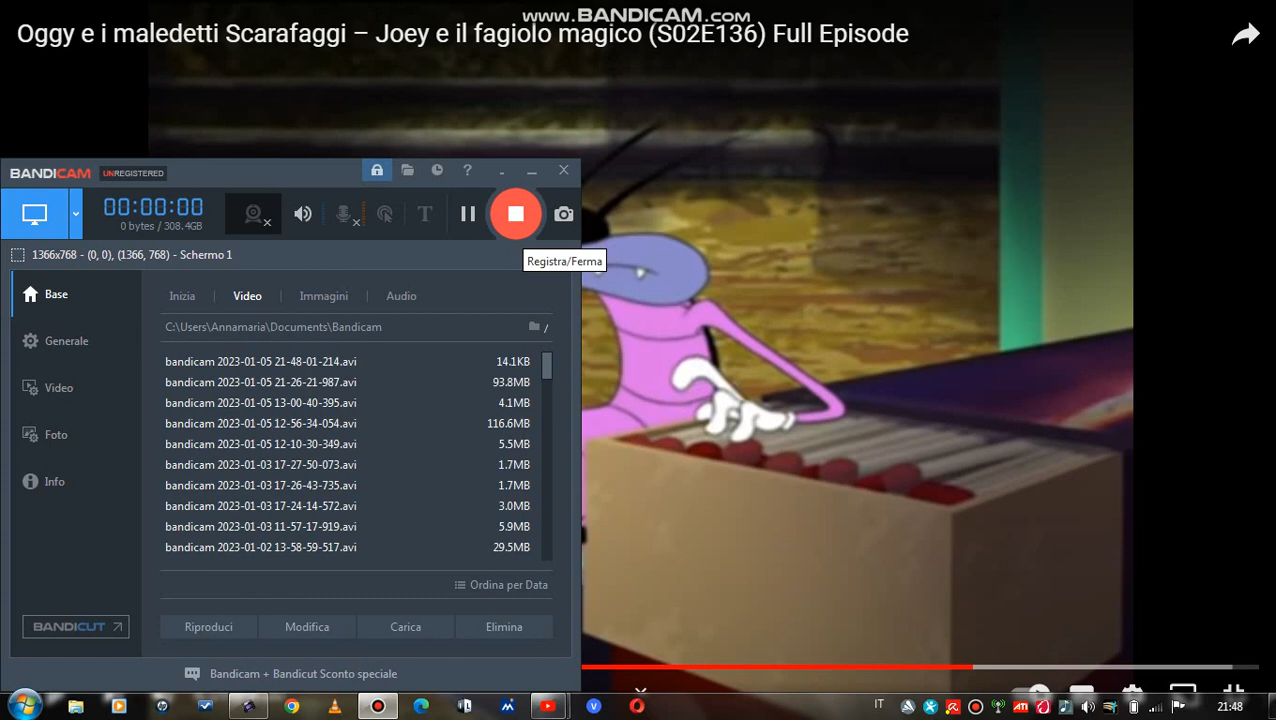 www.BANDICAM.com
Oggy e i maledetti Scarafaggi – Joey e il fagiolo magico (S02E136) Full Episode
BANDICAM UNREGISTERED
00:00:00
0 bytes / 308.4GB
T
1366x768 - (0, 0), (1366, 768) - Schermo 1
Registra/Ferma
Base
Generale
Video
Foto
Info
Inizia
Video
Immagini
Audio
C:\Users\Annamaria\Documents\Bandicam
bandicam 2023-01-05 21-48-01-214.avi 14.1KB
bandicam 2023-01-05 21-26-21-987.avi 93.8MB
bandicam 2023-01-05 13-00-40-395.avi 4.1MB
bandicam 2023-01-05 12-56-34-054.avi 116.6MB
bandicam 2023-01-05 12-10-30-349.avi 5.5MB
bandicam 2023-01-03 17-27-50-073.avi 1.7MB
bandicam 2023-01-03 17-26-43-735.avi 1.7MB
bandicam 2023-01-03 17-24-14-572.avi 3.0MB
bandicam 2023-01-03 11-57-17-919.avi 5.9MB
bandicam 2023-01-02 13-58-59-517.avi 29.5MB
Ordina per Data
BANDICUT
Riproduci
Modifica
Carica
Elimina
Bandicam + Bandicut Sconto speciale
IT
ATI
21:48